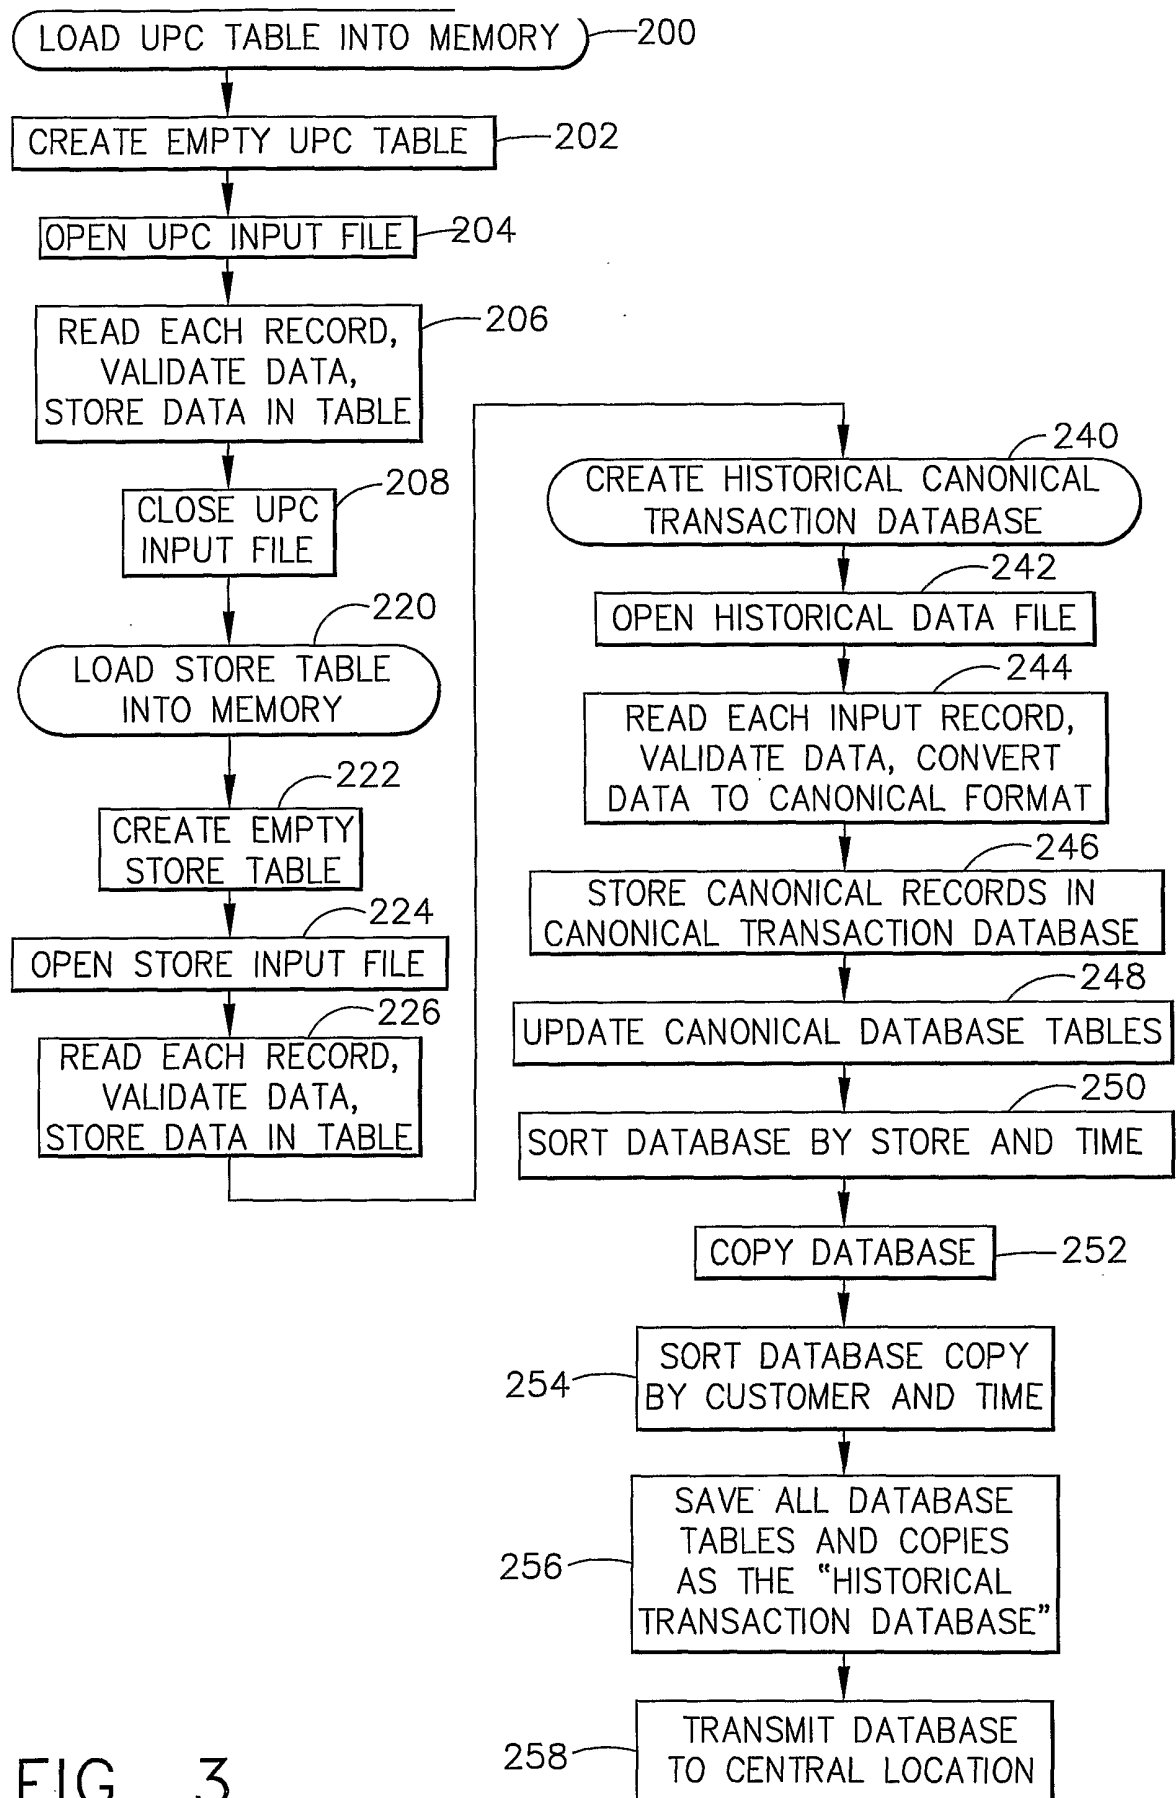 LOAD UPC TABLE INTO MEMORY
200
CREATE EMPTY UPC TABLE
202
OPEN UPC INPUT FILE
204
READ EACH RECORD,
VALIDATE DATA,
STORE DATA IN TABLE
206
CLOSE UPC
INPUT FILE
208
LOAD STORE TABLE
INTO MEMORY
220
CREATE EMPTY
STORE TABLE
222
OPEN STORE INPUT FILE
224
READ EACH RECORD,
VALIDATE DATA,
STORE DATA IN TABLE
226
CREATE HISTORICAL CANONICAL
TRANSACTION DATABASE
240
OPEN HISTORICAL DATA FILE
242
READ EACH INPUT RECORD,
VALIDATE DATA, CONVERT
DATA TO CANONICAL FORMAT
244
STORE CANONICAL RECORDS IN
CANONICAL TRANSACTION DATABASE
246
UPDATE CANONICAL DATABASE TABLES
248
SORT DATABASE BY STORE AND TIME
250
COPY DATABASE
252
SORT DATABASE COPY
BY CUSTOMER AND TIME
254
SAVE ALL DATABASE
TABLES AND COPIES
AS THE "HISTORICAL
TRANSACTION DATABASE"
256
TRANSMIT DATABASE
TO CENTRAL LOCATION
258
FIG. 3